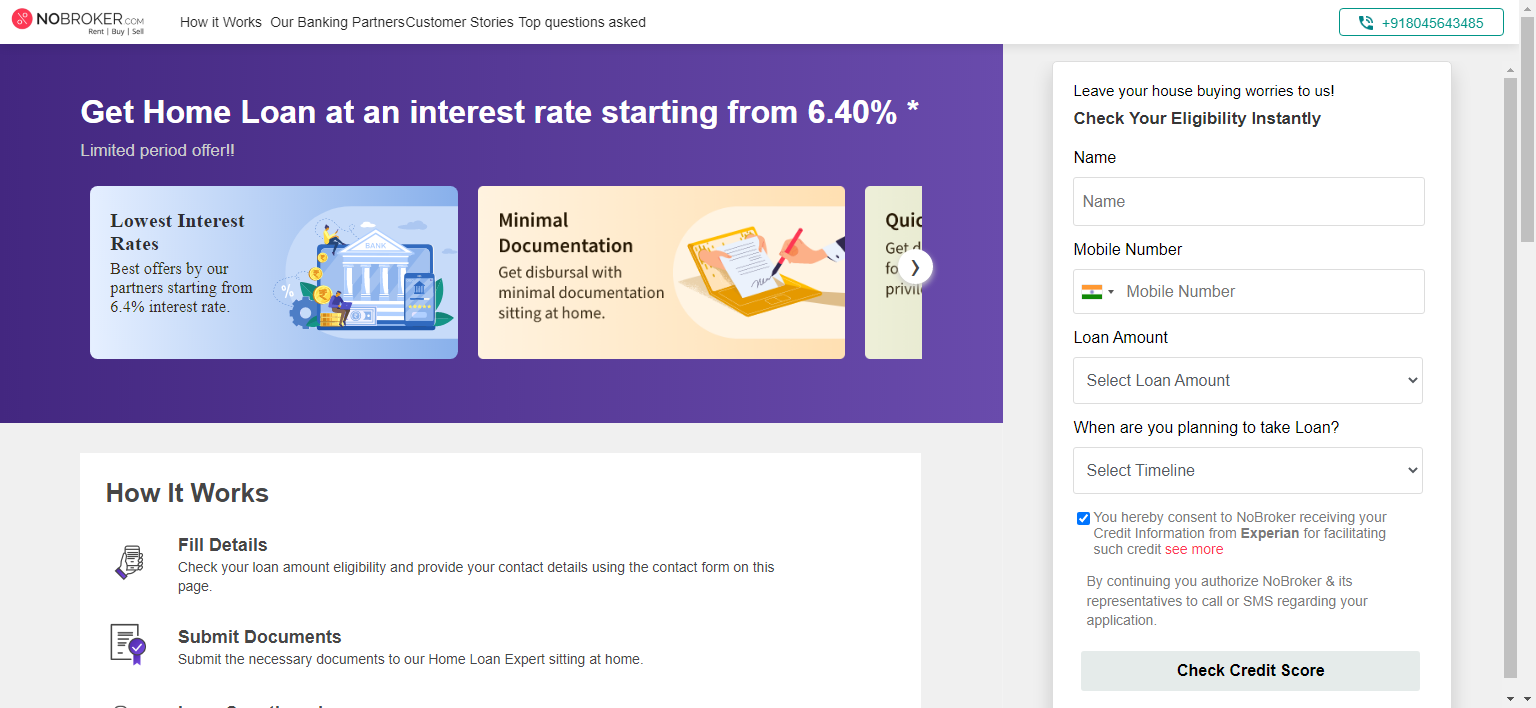 NOBROKER.COM
Rent | Buy | Sell
How it Works Our Banking Partners Customer Stories Top questions asked
+918045643485
Get Home Loan at an interest rate starting from 6.40% *
Limited period offer!!
Lowest Interest
Rates
Best offers by our
partners starting from
6.4% interest rate.
BANK
%
Minimal
Documentation
Get disbursal with
minimal documentation
sitting at home.
How It Works
Fill Details
Check your loan amount eligibility and provide your contact details using the contact form on this
page.
Submit Documents
Submit the necessary documents to our Home Loan Expert sitting at home.
Leave your house buying worries to us!
Check Your Eligibility Instantly
Name
Name
Mobile Number
Mobile Number
Loan Amount
Select Loan Amount
When are you planning to take Loan?
Select Timeline
You hereby consent to NoBroker receiving your
Credit Information from Experian for facilitating
such credit see more
By continuing you authorize NoBroker & its
representatives to call or SMS regarding your
application.
Check Credit Score